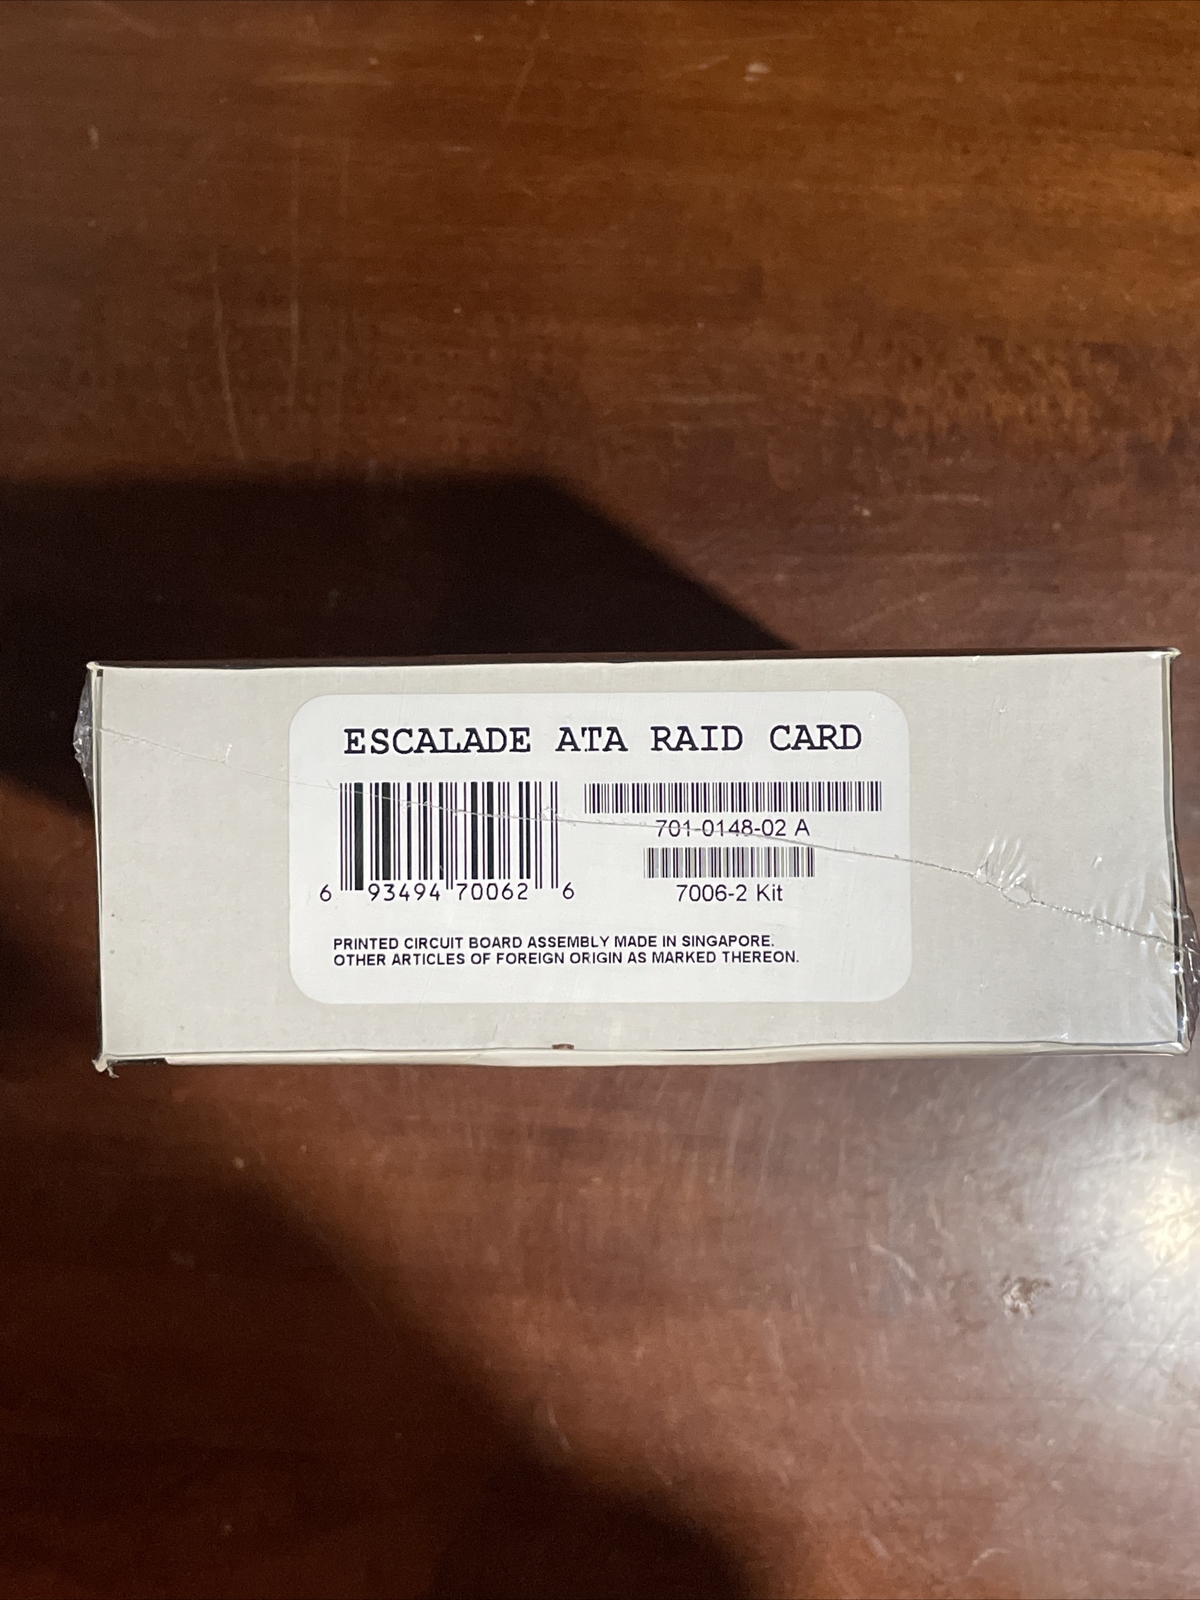 ESCALADE ATA RAID CARD
6 93494 70062 6
701-0148-02 A
7006-2 Kit
PRINTED CIRCUIT BOARD ASSEMBLY MADE IN SINGAPORE.
OTHER ARTICLES OF FOREIGN ORIGIN AS MARKED THEREON.